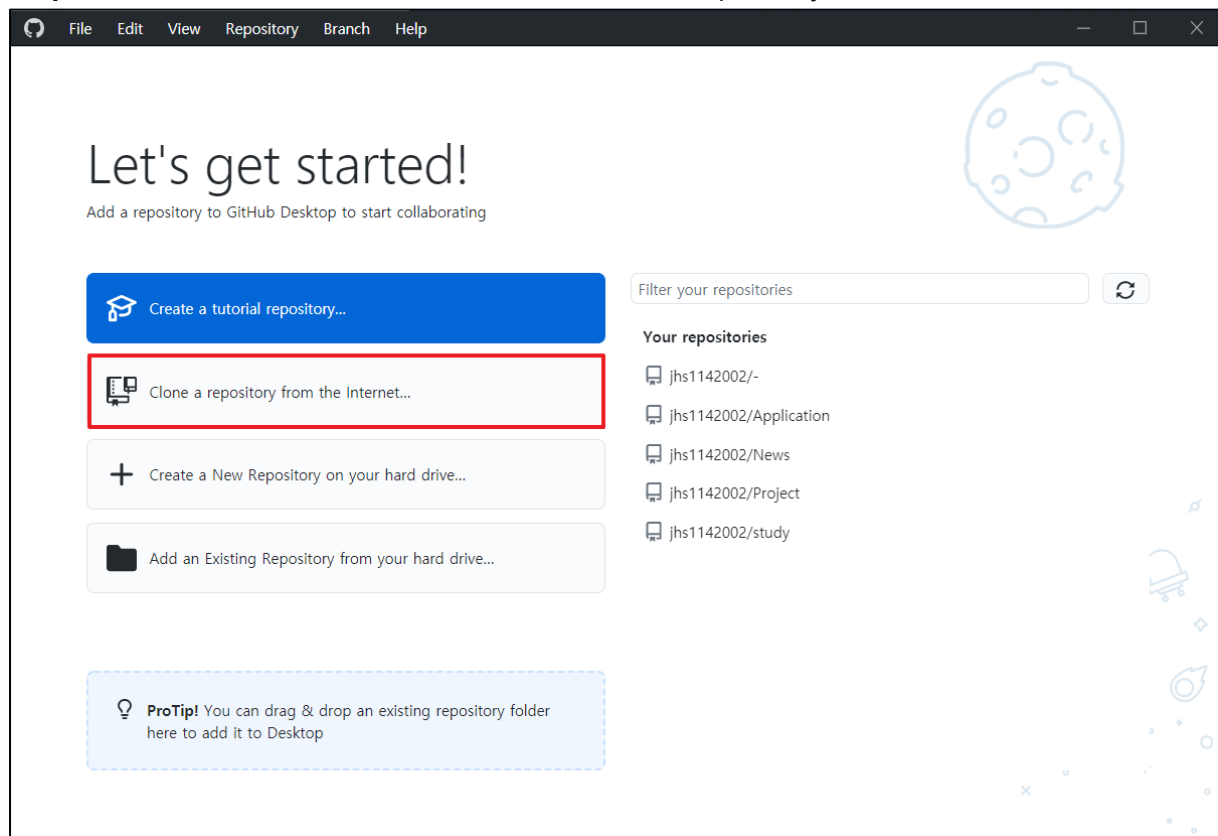 File Edit View Repository Branch Help
Let's get started!
Add a repository to GitHub Desktop to start collaborating
Create a tutorial repository...
Clone a repository from the Internet...
Create a New Repository on your hard drive...
Add an Existing Repository from your hard drive...
ProTip! You can drag & drop an existing repository folder
here to add it to Desktop
Filter your repositories
Your repositories
jhs1142002/-
jhs1142002/Application
jhs1142002/News
jhs1142002/Project
jhs1142002/study